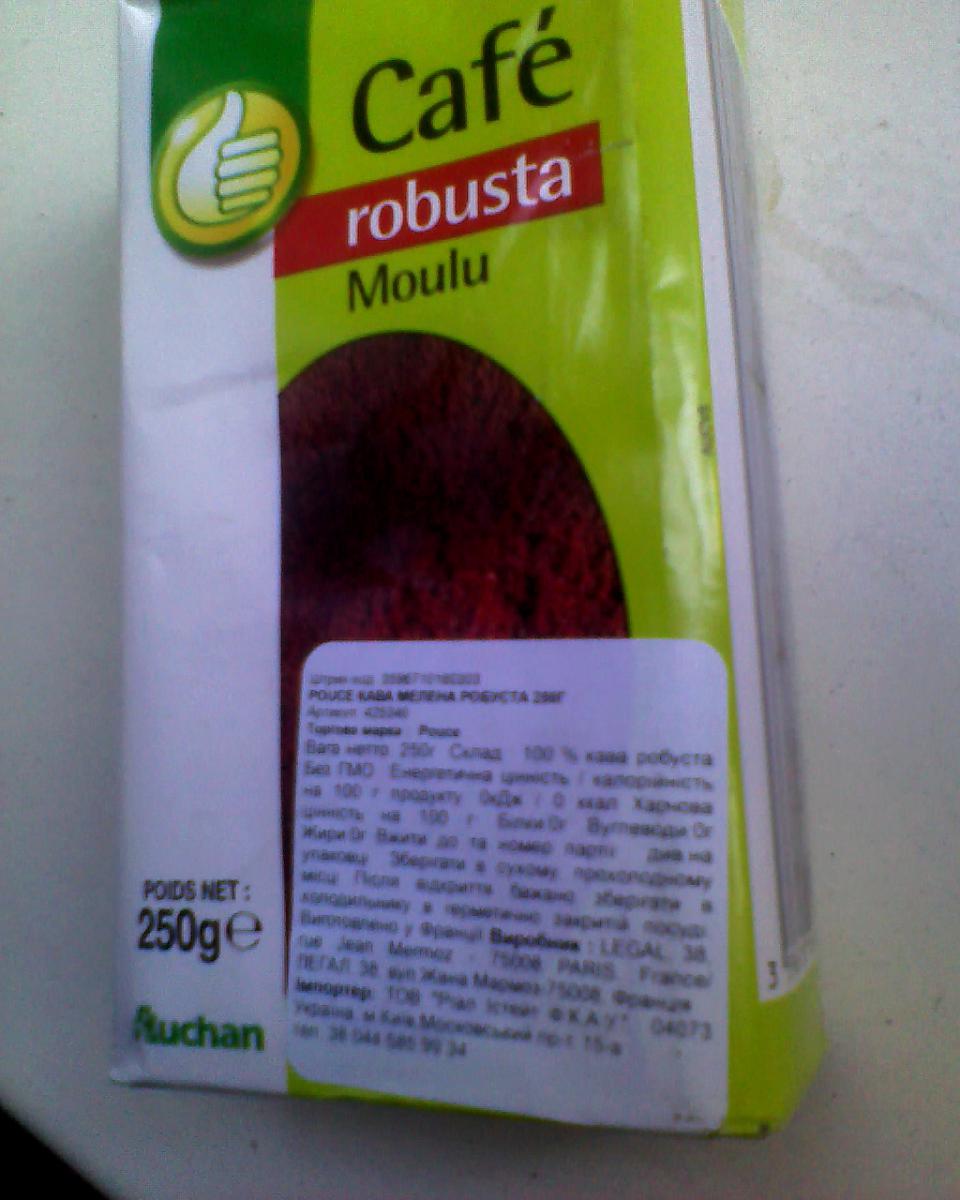 Café
robusta
Moulu
POUCE КАВА МЕЛЕНА РОБУСТА 250Г
Артикул
Торгова марка Pouce
Вага нетто 250г Склад 100 % кава робуста
Без ГМО Енергетична цінність / калорійність
на 100 г продукту 0кДж / 0 ккал Харчова
цінність на 100 г Білки 0г Вуглеводи 0г
Жири 0г Вжити до та номер партії див на
упаковці Зберігати в сухому, прохолодному
місці Після відкриття бажано зберігати в
холодильнику в герметично закритій посуді
Виготовлено у Франції Виробник : LEGAL, 38,
rue Jean Mermoz - 75008, PARIS, France/
ЛЕГАЛ, 38, вул Жана Мармоз-75008, Франція
Імпортер: ТОВ "Ріал Істейт Ф.К.А.У" 04073
Україна, м Київ Московський пр-т 15-а
тел 38 044 585 99 34
POIDS NET :
250g e
Auchan
3